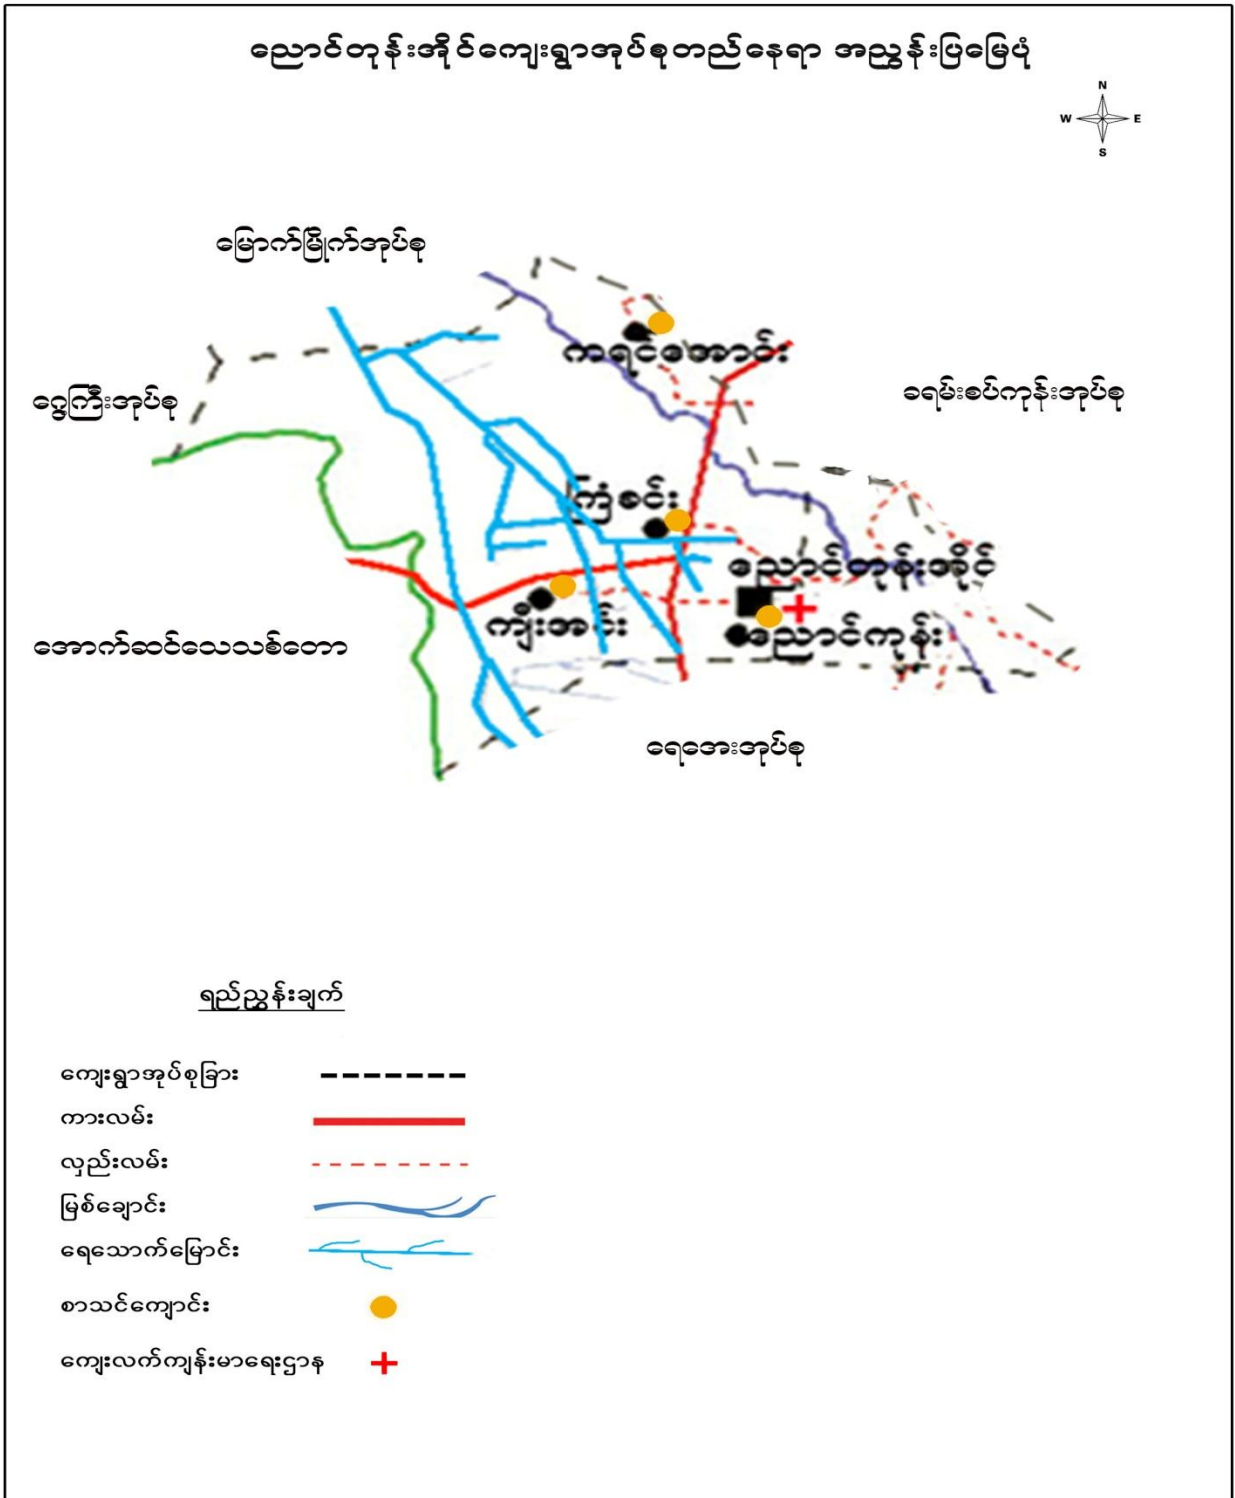 ညောင်တုန်းအိုင်ကျေးရွာအုပ်စုတည်နေရာ အညွှန်းပြမြေပုံ
N
W E
S
မြောက်မြိုက်အုပ်စု
ကရင်အောင်း
ငွေကြီးအုပ်စု
ခရမ်းစပ်ကုန်းအုပ်စု
ကြံခင်း
ညောင်တုန်းအိုင်
ကျီးအင်း
ညောင်ကုန်း
အောက်ဆင်သေသစ်တော
ရေအေးအုပ်စု
ရည်ညွှန်းချက်
ကျေးရွာအုပ်စုခြား
ကားလမ်း
လှည်းလမ်း
မြစ်ချောင်း
ရေသောက်မြောင်း
စာသင်ကျောင်း
ကျေးလက်ကျန်းမာရေးဌာန